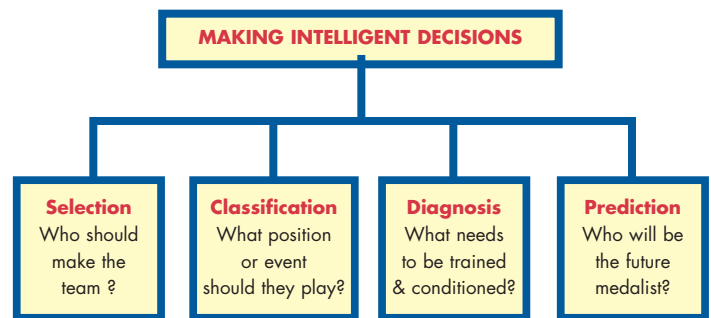 MAKING INTELLIGENT DECISIONS
Selection
Who should
make the
team ?
Classification
What position
or event
should they play?
Diagnosis
What needs
to be trained
& conditioned?
Prediction
Who will be
the future
medalist?